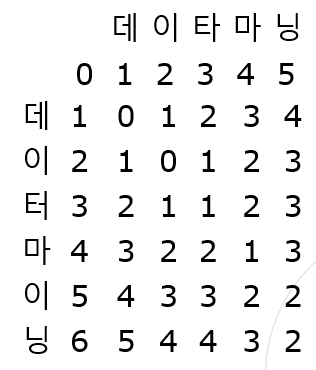 데 이 타 마 닝
0 1 2 3 4 5
데 1 0 1 2 3 4
이 2 1 0 1 2 3
터 3 2 1 1 2 3
마 4 3 2 2 1 3
이 5 4 3 3 2 2
닝 6 5 4 4 3 2